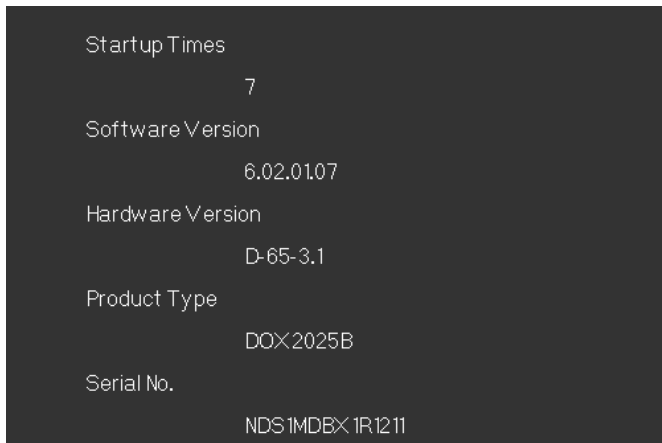 Startup Times
7
Software Version
6.02.01.07
Hardware Version
D-65-3.1
Product Type
DOX2025B
Serial No.
NDS1MDBX1R1211